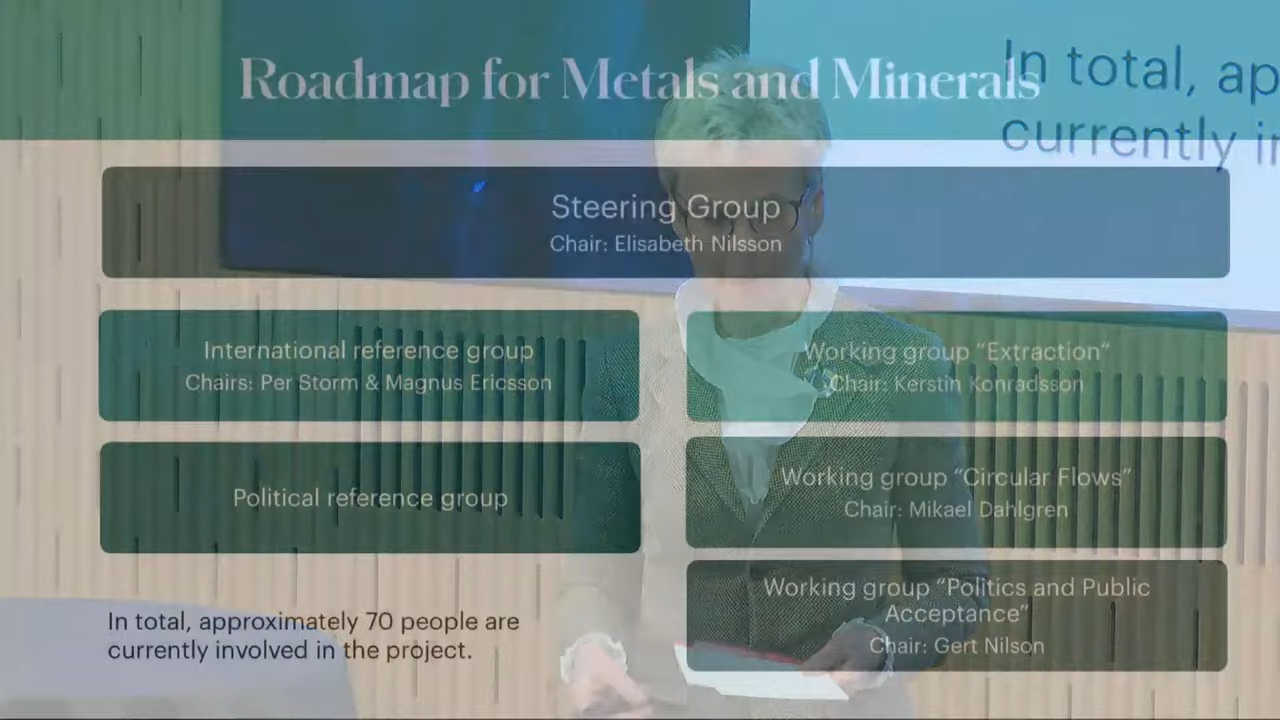 Roadmap for Metals and Minerals
In total, ap
currently in
Steering Group
Chair: Elisabeth Nilsson
International reference group
Chairs: Per Storm & Magnus Ericsson
Political reference group
In total, approximately 70 people are
currently involved in the project.
Working group “Extraction“
Chair: Kerstin Konradsson
Working group “Circular Flows”
Chair: Mikael Dahlgren
Working group “Politics and Public
Acceptance”
Chair: Gert Nilson